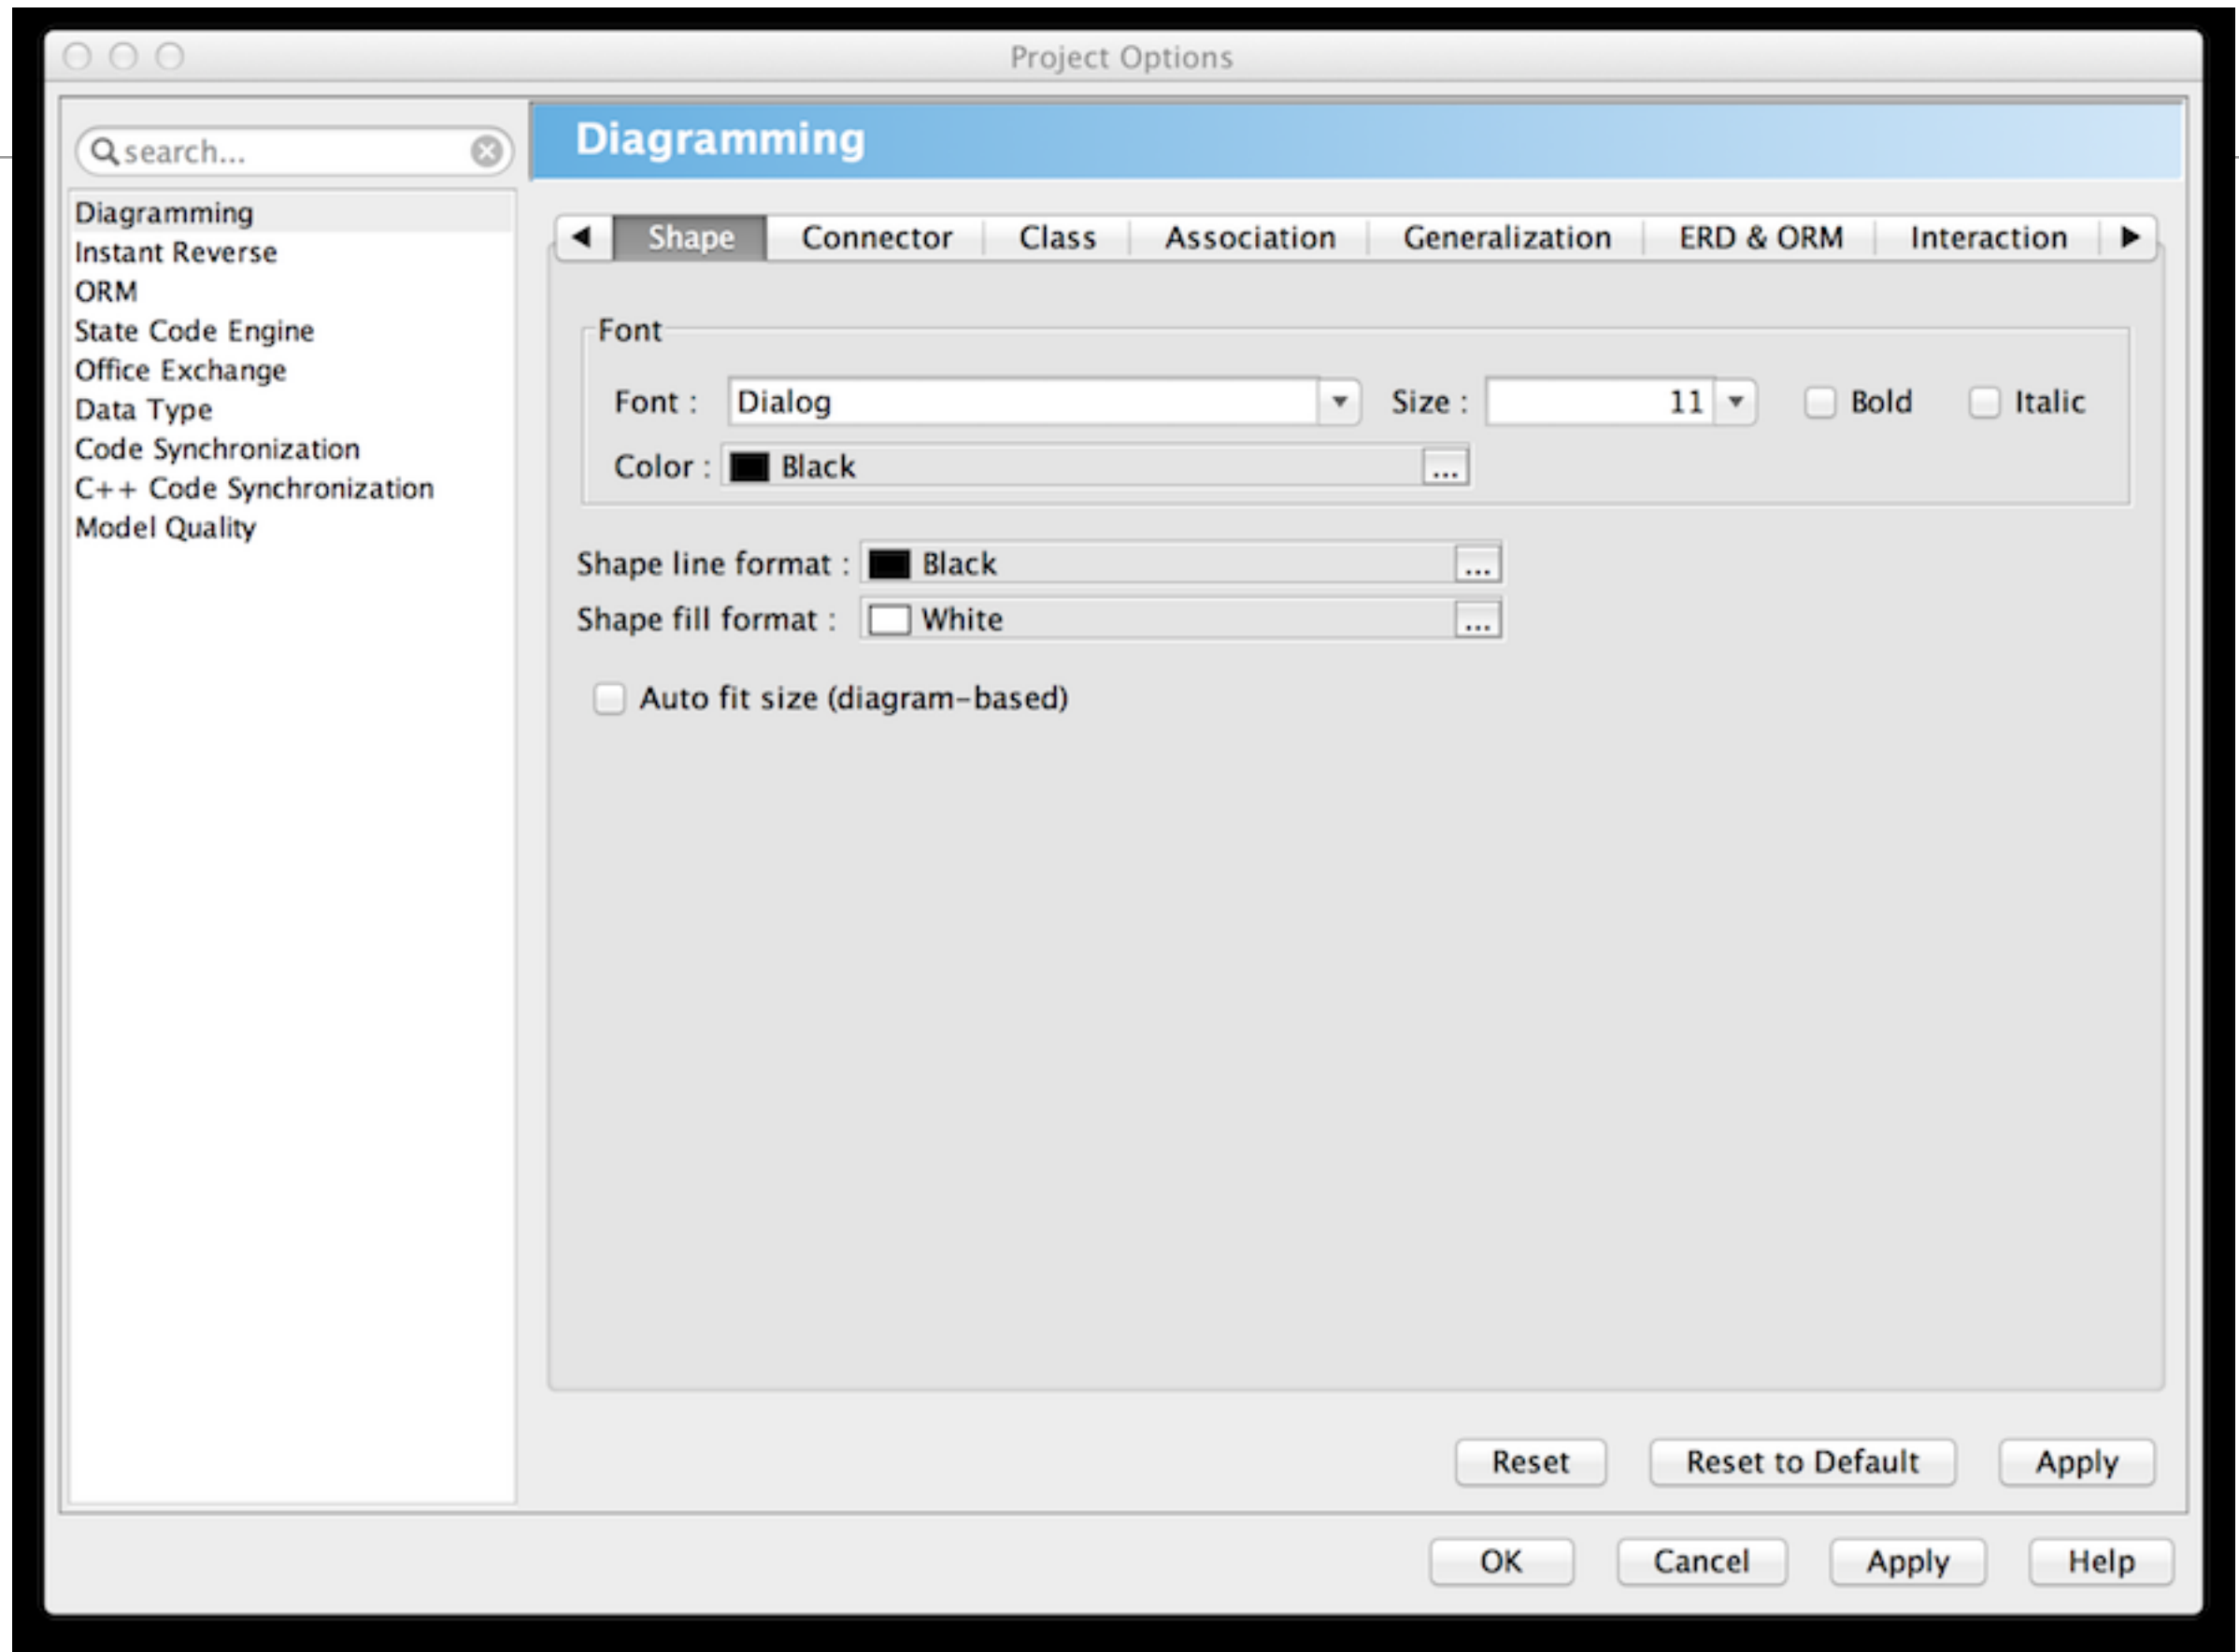 Project Options
search...
Diagramming
Instant Reverse
ORM
State Code Engine
Office Exchange
Data Type
Code Synchronization
C++ Code Synchronization
Model Quality
Diagramming
Shape Connector Class Association Generalization ERD & ORM Interaction
Font
Font : Dialog Size : 11 Bold Italic
Color : Black ...
Shape line format : Black ...
Shape fill format : White ...
Auto fit size (diagram-based)
Reset Reset to Default Apply
OK Cancel Apply Help